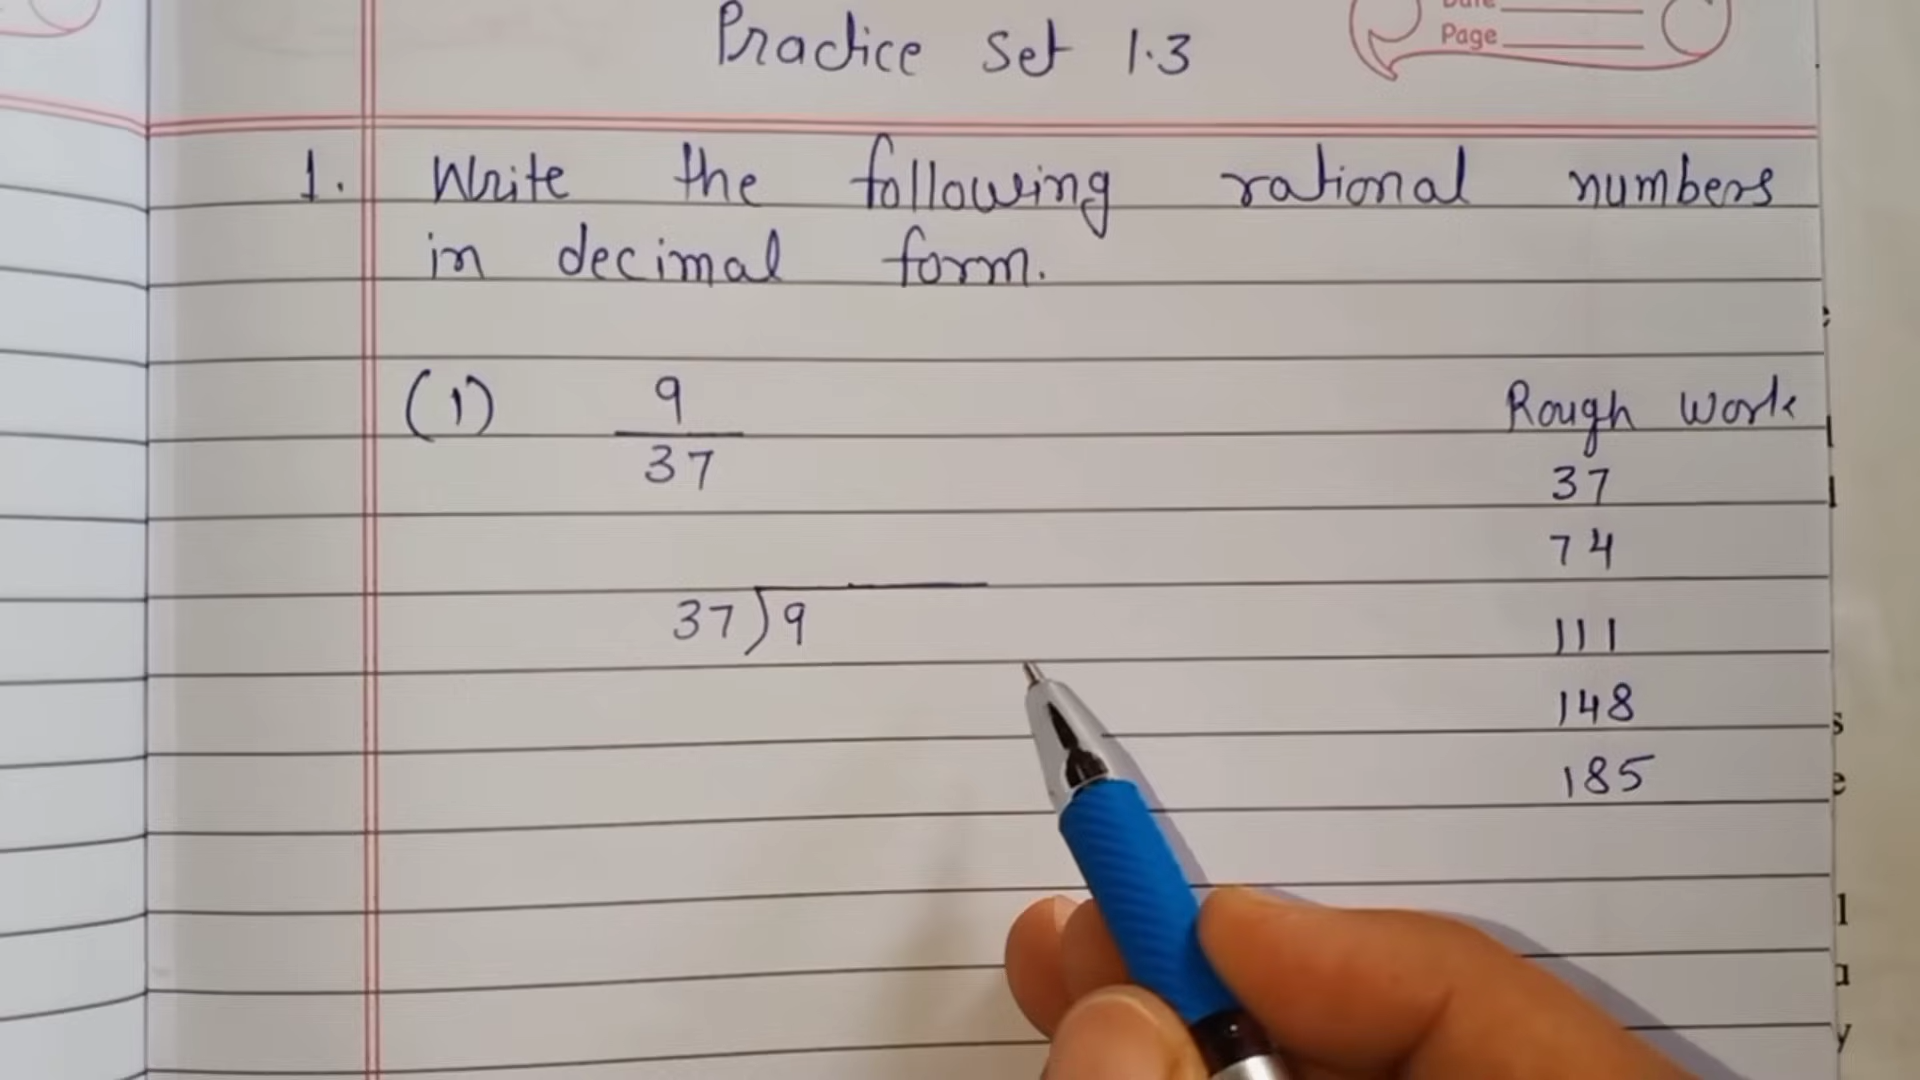 Date
Page
Practice Set 1.3
1. Write the following rational numbers
in decimal form.
(1) 9
37
Rough work
37
74
37)9
111
148
185